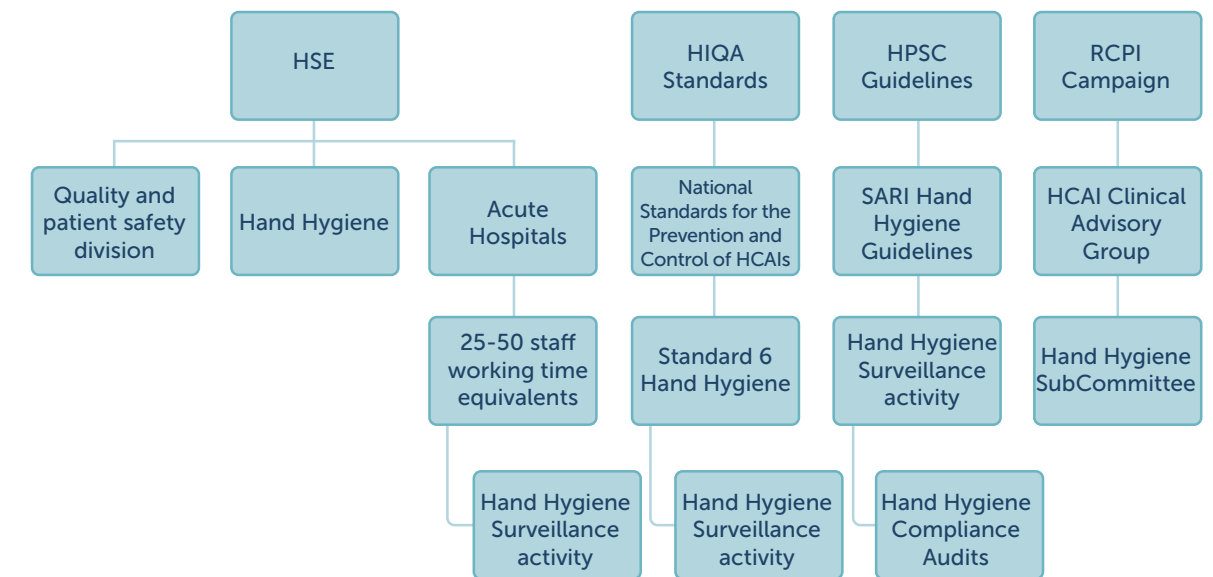 HSE
HIQA
Standards
HPSC
Guidelines
RCPI
Campaign
Quality and
patient safety
division
Hand Hygiene
Acute
Hospitals
National
Standards for the
Prevention and
Control of HCAIs
SARI Hand
Hygiene
Guidelines
HCAI Clinical
Advisory
Group
25-50 staff
working time
equivalents
Standard 6
Hand Hygiene
Hand Hygiene
Surveillance
activity
Hand Hygiene
SubCommittee
Hand Hygiene
Surveillance
activity
Hand Hygiene
Surveillance
activity
Hand Hygiene
Compliance
Audits